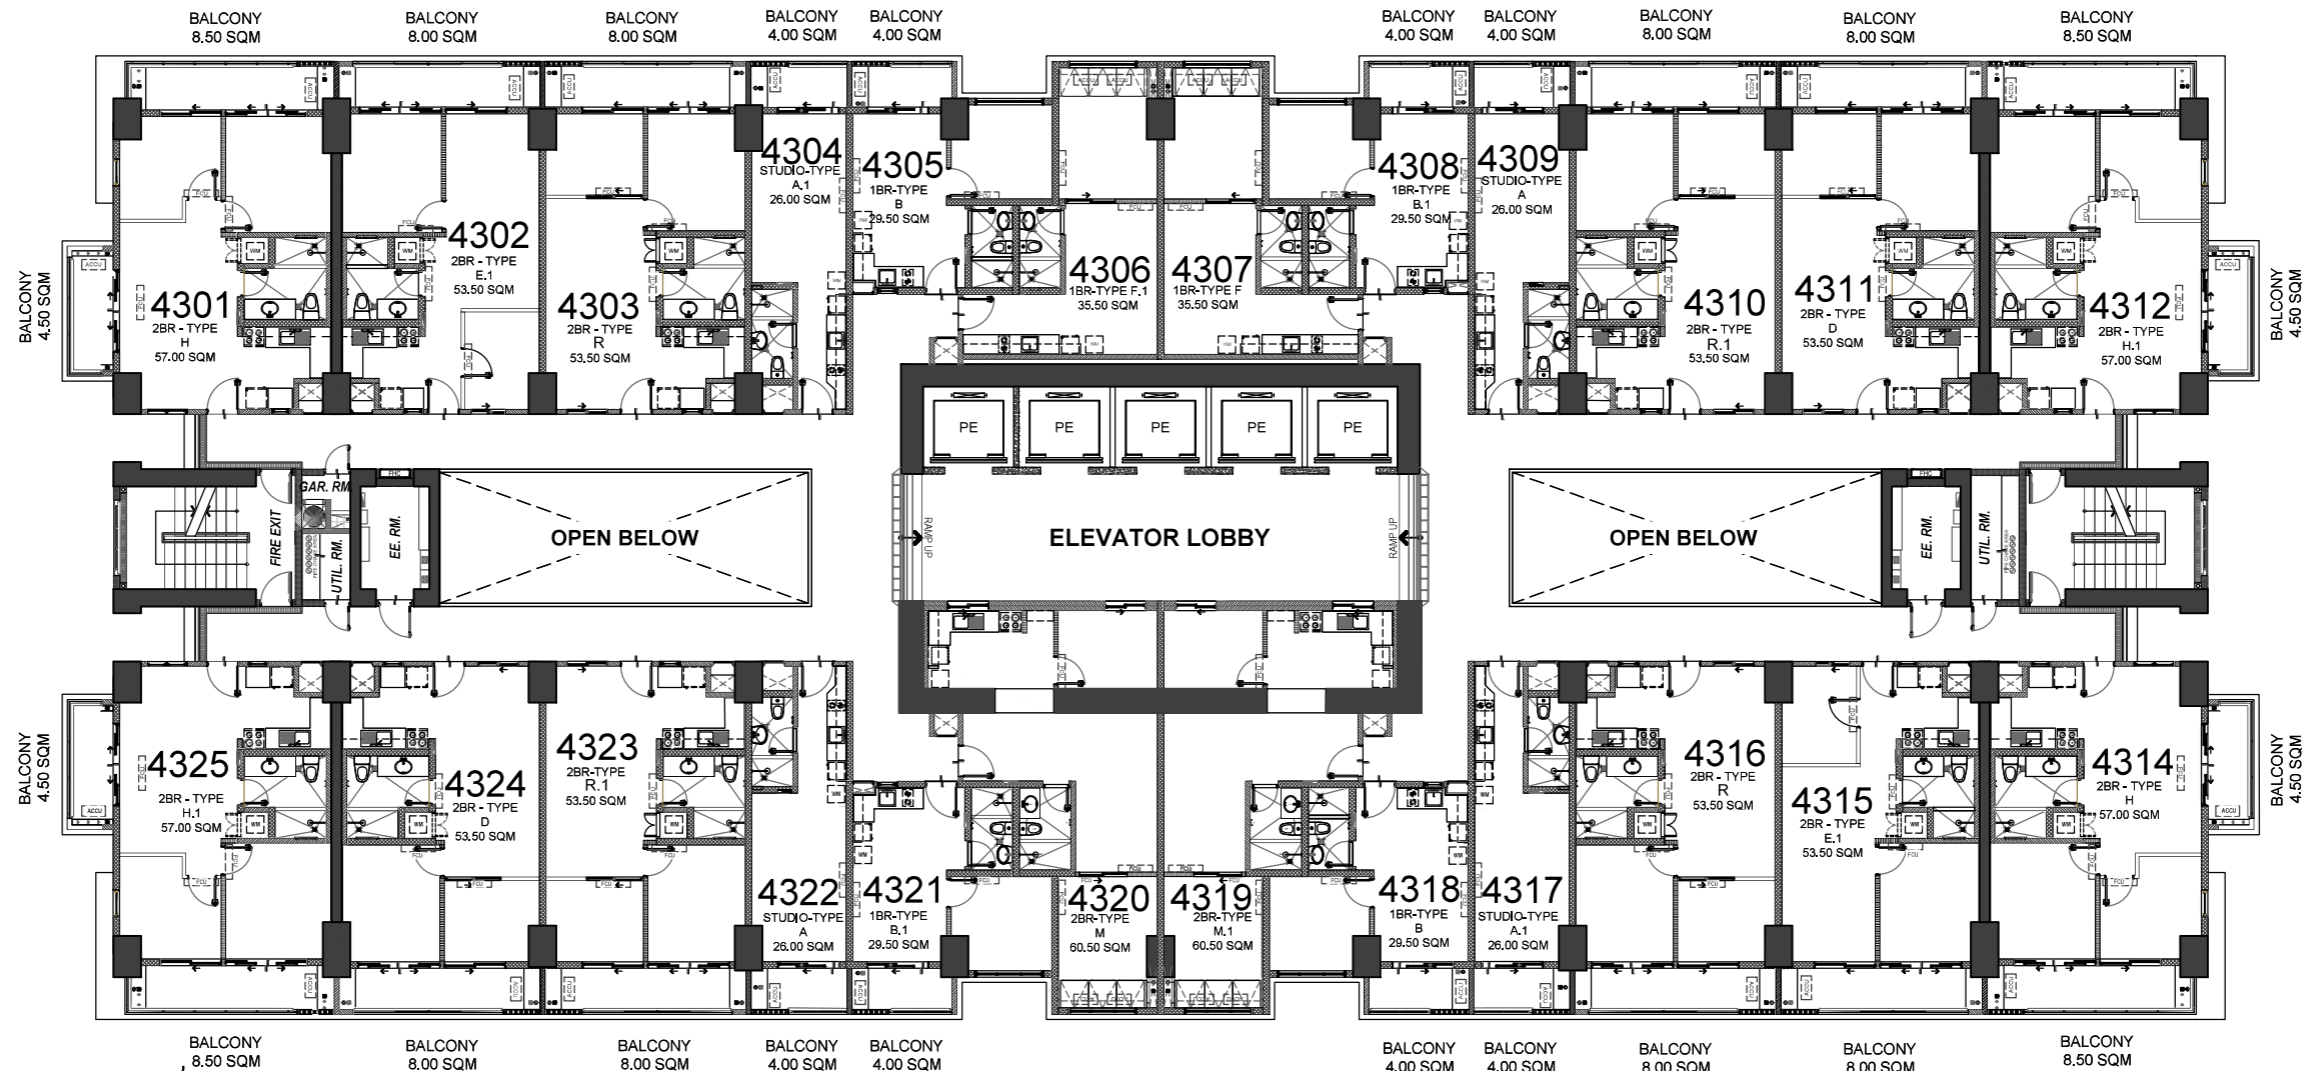 BALCONY
8.50 SQM
BALCONY
8.00 SQM
BALCONY
8.00 SQM
BALCONY
4.00 SQM
BALCONY
4.00 SQM
BALCONY
4.00 SQM
BALCONY
4.00 SQM
BALCONY
8.00 SQM
BALCONY
8.00 SQM
BALCONY
8.50 SQM
BALCONY
4.50 SQM
4301
2BR - TYPE
H
57.00 SQM
4302
2BR - TYPE
E.1
53.50 SQM
4303
2BR - TYPE
R
53.50 SQM
4304
STUDIO-TYPE
A.1
26.00 SQM
4305
1BR-TYPE
B
29.50 SQM
4306
1BR-TYPE F.1
35.50 SQM
4307
1BR-TYPE F
35.50 SQM
4308
1BR-TYPE
B.1
29.50 SQM
4309
STUDIO-TYPE
A
26.00 SQM
4310
2BR - TYPE
R.1
53.50 SQM
4311
2BR - TYPE
D
53.50 SQM
4312
2BR - TYPE
H.1
57.00 SQM
BALCONY
4.50 SQM
PE
PE
PE
PE
PE
FIRE EXIT
GAR. RM.
UTIL. RM.
FHC
EE. RM.
OPEN BELOW
RAMP UP
ELEVATOR LOBBY
RAMP UP
OPEN BELOW
FHC
EE. RM.
UTIL. RM.
BALCONY
4.50 SQM
4325
2BR - TYPE
H.1
57.00 SQM
4324
2BR - TYPE
D
53.50 SQM
4323
2BR-TYPE
R.1
53.50 SQM
4322
STUDIO-TYPE
A
26.00 SQM
4321
1BR-TYPE
B.1
29.50 SQM
4320
2BR-TYPE
M
60.50 SQM
4319
2BR-TYPE
M.1
60.50 SQM
4318
1BR-TYPE
B
29.50 SQM
4317
STUDIO-TYPE
A.1
26.00 SQM
4316
2BR - TYPE
R
53.50 SQM
4315
2BR - TYPE
E.1
53.50 SQM
4314
2BR - TYPE
H
57.00 SQM
BALCONY
4.50 SQM
BALCONY
8.50 SQM
BALCONY
8.00 SQM
BALCONY
8.00 SQM
BALCONY
4.00 SQM
BALCONY
4.00 SQM
BALCONY
4.00 SQM
BALCONY
4.00 SQM
BALCONY
8.00 SQM
BALCONY
8.00 SQM
BALCONY
8.50 SQM